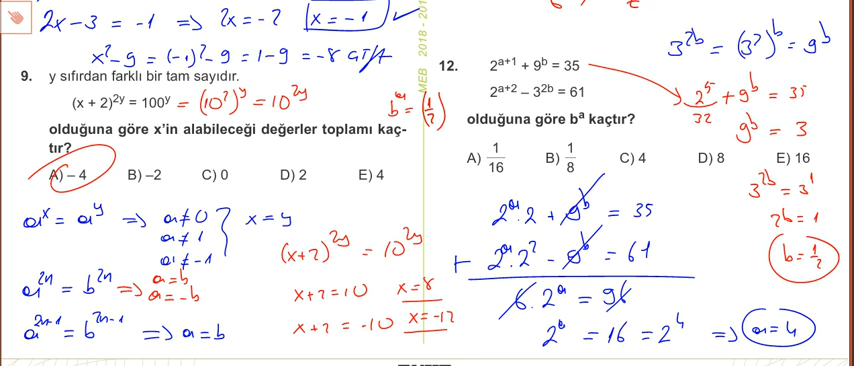 2x-3 = -1 ⇒ 2x = -2 x = -1
x²-9 = (-1)²-9 = 1-9 = -8
9. y sıfırdan farklı bir tam sayıdır.
(x + 2)^2y = 100^y = (10²)^y = 10^2y
olduğuna göre x'in alabileceği değerler toplamı kaç-
tır?
A) – 4 B) –2 C) 0 D) 2 E) 4
a^x = a^y ⇒ a≠0
a≠1
a≠-1
x = y
a^2n = b^2n ⇒ a=b
a=-b
a^2n-1 = b^2n-1 ⇒ a=b
(x+2)^2y = 10^2y
x+2=10 x=8
x+2=-10 x=-12
MEB 2018 - 201
b^a = (1/2)
12. 2^a+1 + 9^b = 35
2^a+2 – 3^2b = 61
olduğuna göre b^a kaçtır?
A) 1/16 B) 1/8 C) 4 D) 8 E) 16
3^2b = (3²)^b = 9^b
2^5 + 9^b = 35
32
9^b = 3
3^2b = 3^1
2b = 1
b = 1/2
2^a.2 + 9^b = 35
+ 2^a.2² - 9^b = 61
6.2^a = 96
2^a = 16 = 2^4 ⇒ a=4